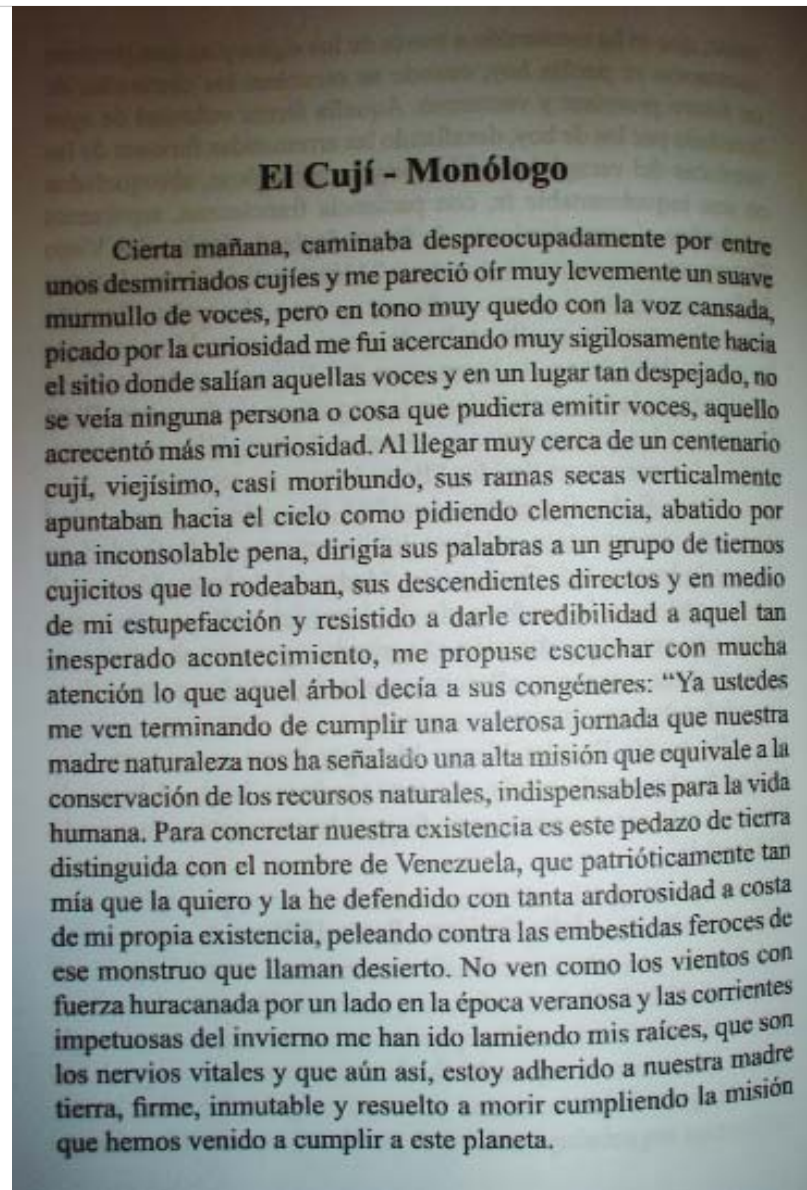 El Cují - Monólogo
Cierta mañana, caminaba despreocupadamente por entre
unos desmirriados cujíes y me pareció oír muy levemente un suave
murmullo de voces, pero en tono muy quedo con la voz cansada,
picado por la curiosidad me fui acercando muy sigilosamente hacia
el sitio donde salían aquellas voces y en un lugar tan despejado, no
se veía ninguna persona o cosa que pudiera emitir voces, aquello
acrecentó más mi curiosidad. Al llegar muy cerca de un centenario
cují, viejísimo, casi moribundo, sus ramas secas verticalmente
apuntaban hacia el cielo como pidiendo clemencia, abatido por
una inconsolable pena, dirigía sus palabras a un grupo de tiernos
cujicitos que lo rodeaban, sus descendientes directos y en medio
de mi estupefacción y resistido a darle credibilidad a aquel tan
inesperado acontecimiento, me propuse escuchar con mucha
atención lo que aquel árbol decía a sus congéneres: “Ya ustedes
me ven terminando de cumplir una valerosa jornada que nuestra
madre naturaleza nos ha señalado una alta misión que equivale a la
conservación de los recursos naturales, indispensables para la vida
humana. Para concretar nuestra existencia es este pedazo de tierra
distinguida con el nombre de Venezuela, que patrióticamente tan
mía que la quiero y la he defendido con tanta ardorosidad a costa
de mi propia existencia, peleando contra las embestidas feroces de
ese monstruo que llaman desierto. No ven como los vientos con
fuerza huracanada por un lado en la época veranosa y las corrientes
impetuosas del invierno me han ido lamiendo mis raíces, que son
los nervios vitales y que aún así, estoy adherido a nuestra madre
tierra, firme, inmutable y resuelto a morir cumpliendo la misión
que hemos venido a cumplir a este planeta.